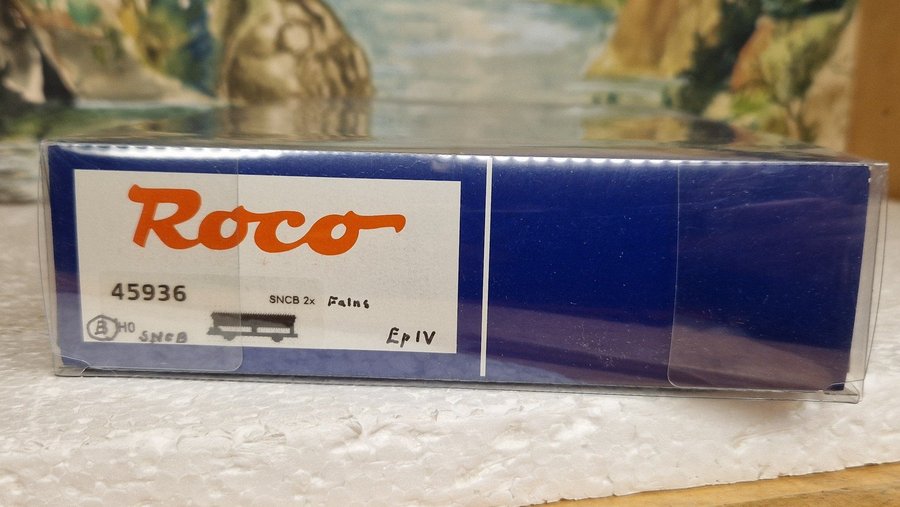 Roco
45936
SNCB 2x Falns
B H0 SNCB
Ep IV